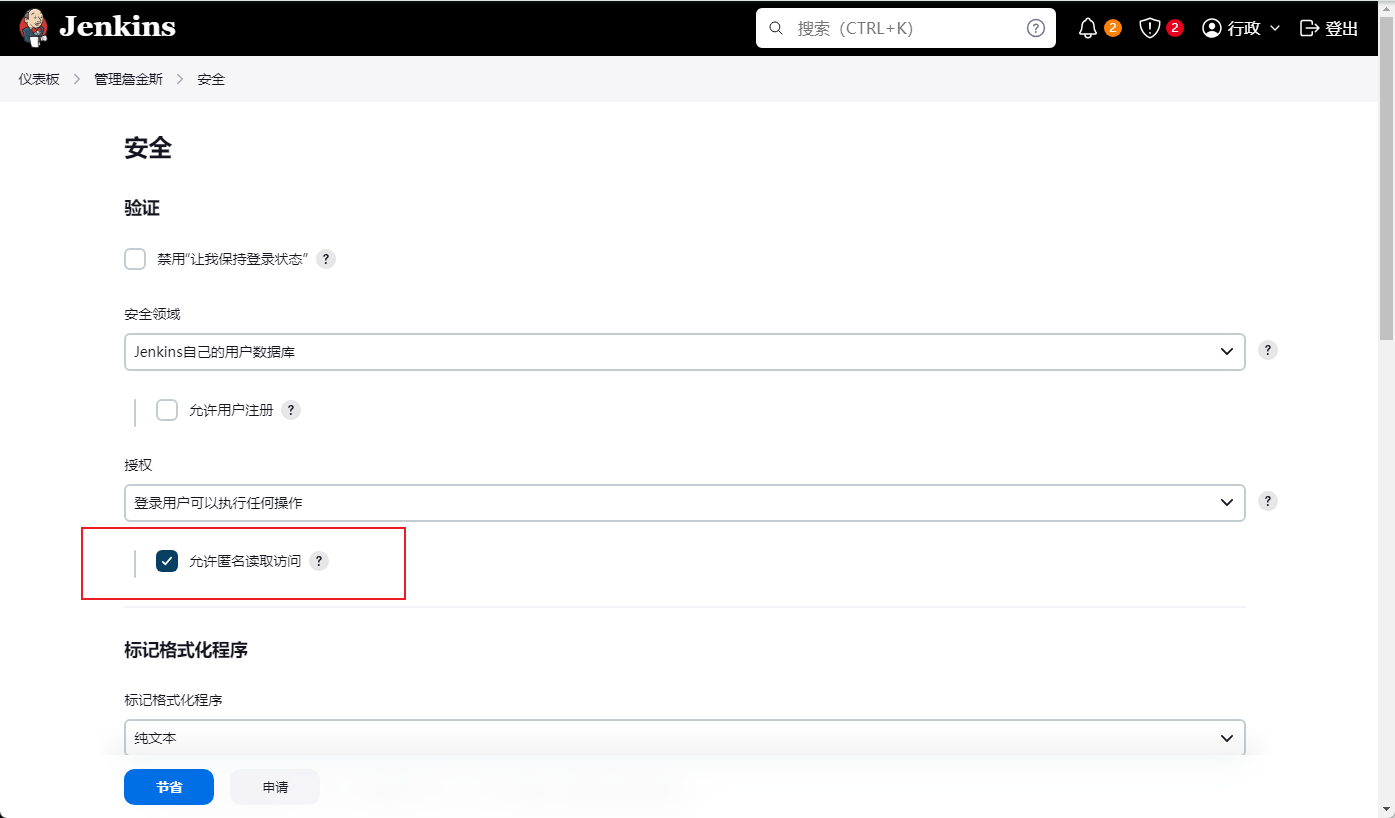 Jenkins
搜索（CTRL+K)
?
2
2
行政
登出
仪表板
管理詹金斯
安全
安全
验证
禁用“让我保持登录状态” ?
安全领域
Jenkins自己的用户数据库
?
允许用户注册 ?
授权
登录用户可以执行任何操作
?
允许匿名读取访问 ?
标记格式化程序
标记格式化程序
纯文本
节省
申请